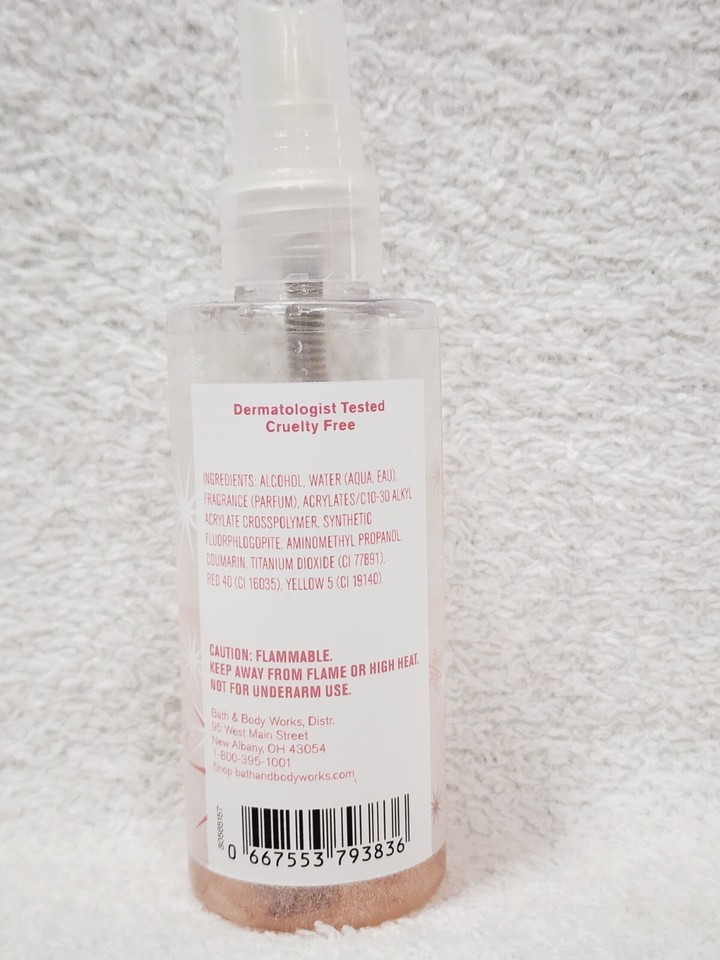 Dermatologist Tested
Cruelty Free
INGREDIENTS: ALCOHOL, WATER (AQUA, EAU),
FRAGRANCE (PARFUM), ACRYLATES/C10-30 ALKYL
ACRYLATE CROSSPOLYMER, SYNTHETIC
FLUORPHLOGOPITE, AMINOMETHYL PROPANOL,
COUMARIN, TITANIUM DIOXIDE (CI 77891),
RED 40 (CI 16035), YELLOW 5 (CI 19140).
CAUTION: FLAMMABLE.
KEEP AWAY FROM FLAME OR HIGH HEAT.
NOT FOR UNDERARM USE.
Bath & Body Works, Distr.
95 West Main Street
New Albany, OH 43054
1-800-395-1001
Shop bathandbodyworks.com
0 667553 793836